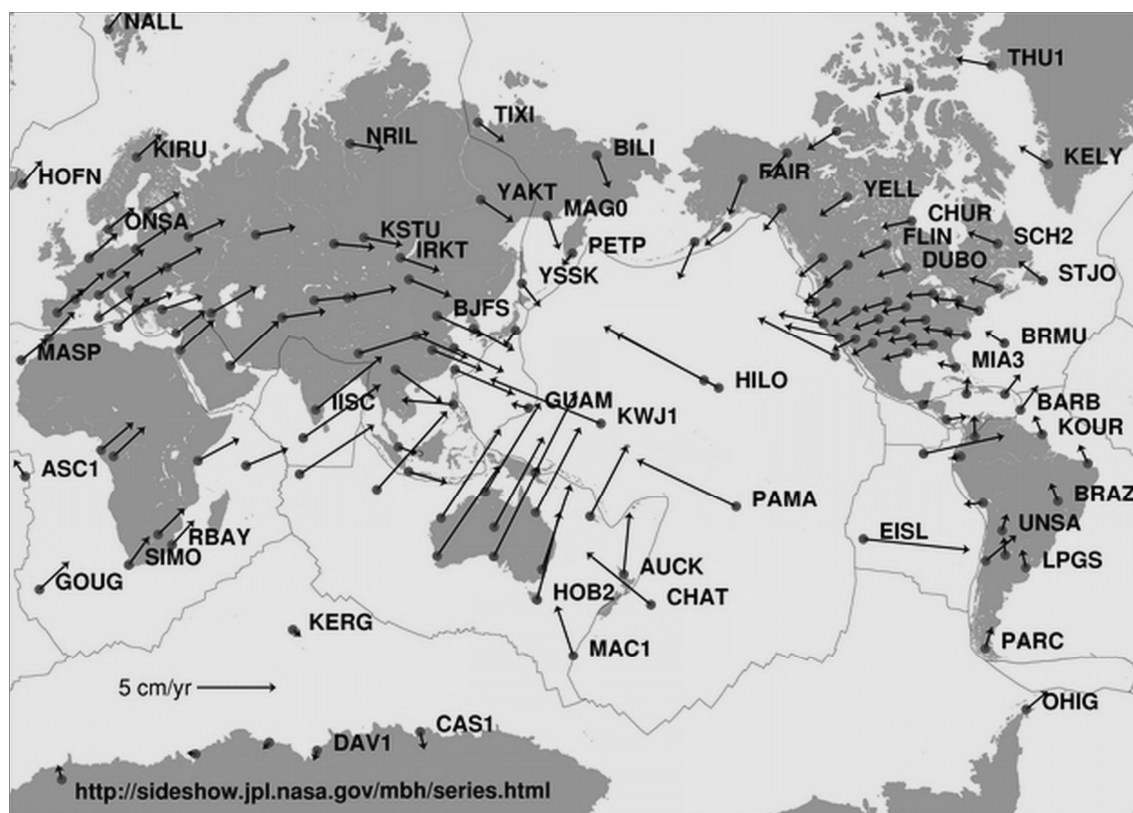 NALL
THU1
TIXI
NRIL
BILI
KIRU
FAIR
KELY
HOFN
YAKT
YELL
MAG0
ONSA
KSTU
CHUR
SCH2
IRKT
PETP
FLIN
DUBO
YSSK
STJO
BJFS
MASP
BRMU
MIA3
HILO
IISC
GUAM
KWJ1
BARB
KOUR
ASC1
PAMA
BRAZ
RBAY
EISL
UNSA
SIMO
LPGS
GOUG
AUCK
HOB2
CHAT
KERG
MAC1
PARC
5 cm/yr
OHIG
CAS1
DAV1
http://sideshow.jpl.nasa.gov/mbh/series.html